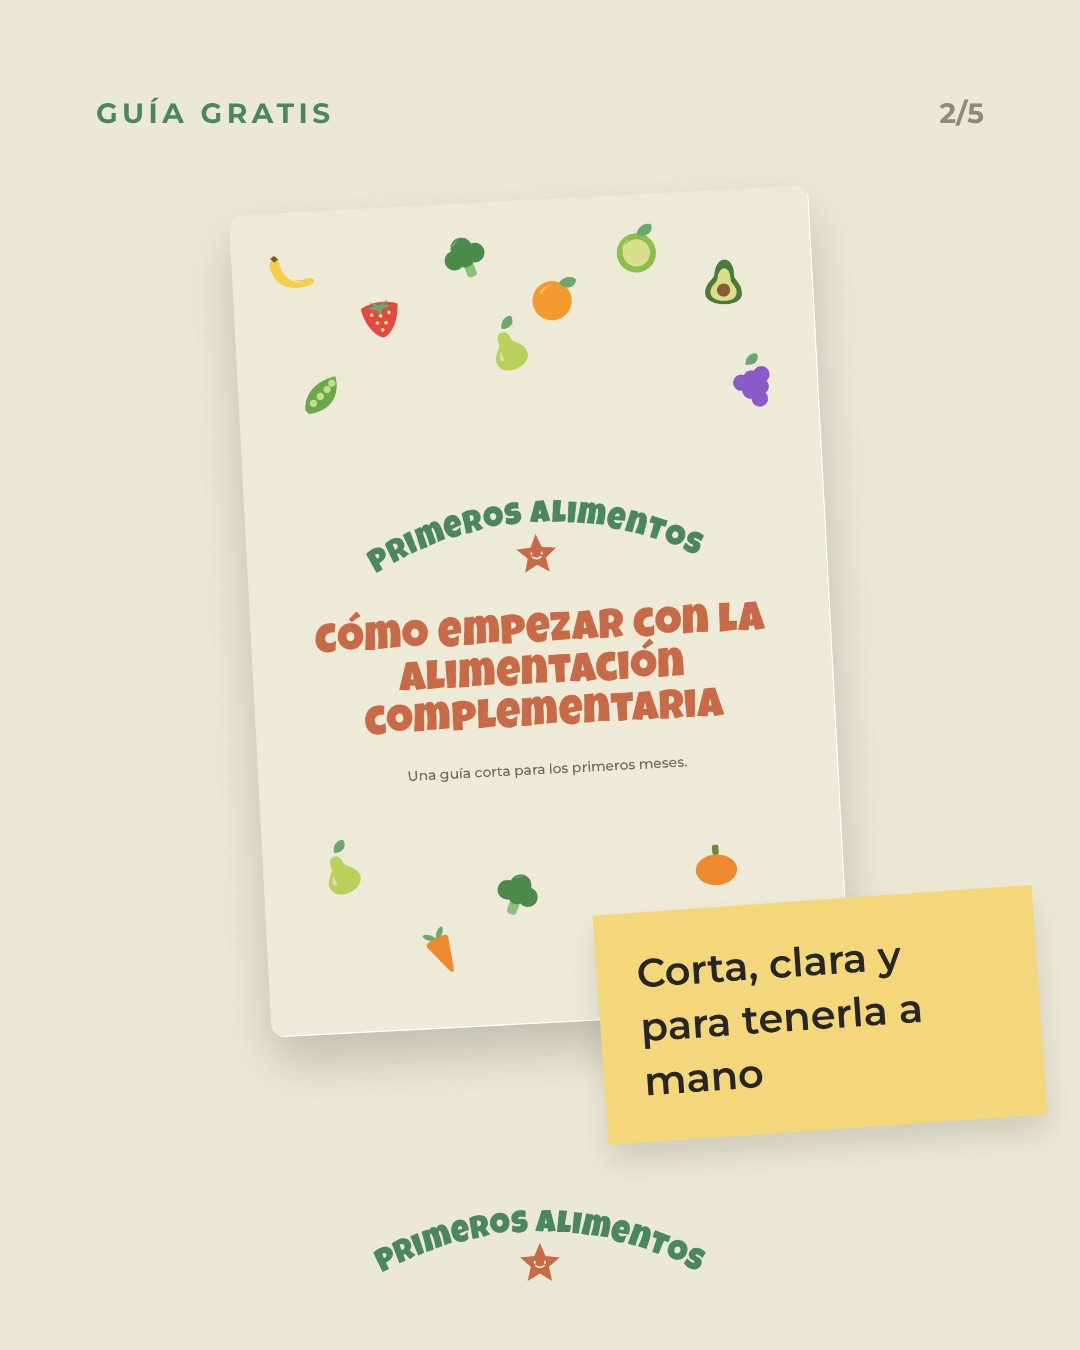 GUÍA GRATIS
2/5
PRIMEROS ALIMENTOS
CÓMO EMPEZAR CON LA
ALIMENTACIÓN
COMPLEMENTARIA
Una guía corta para los primeros meses.
Corta, clara y
para tenerla a
mano
PRIMEROS ALIMENTOS